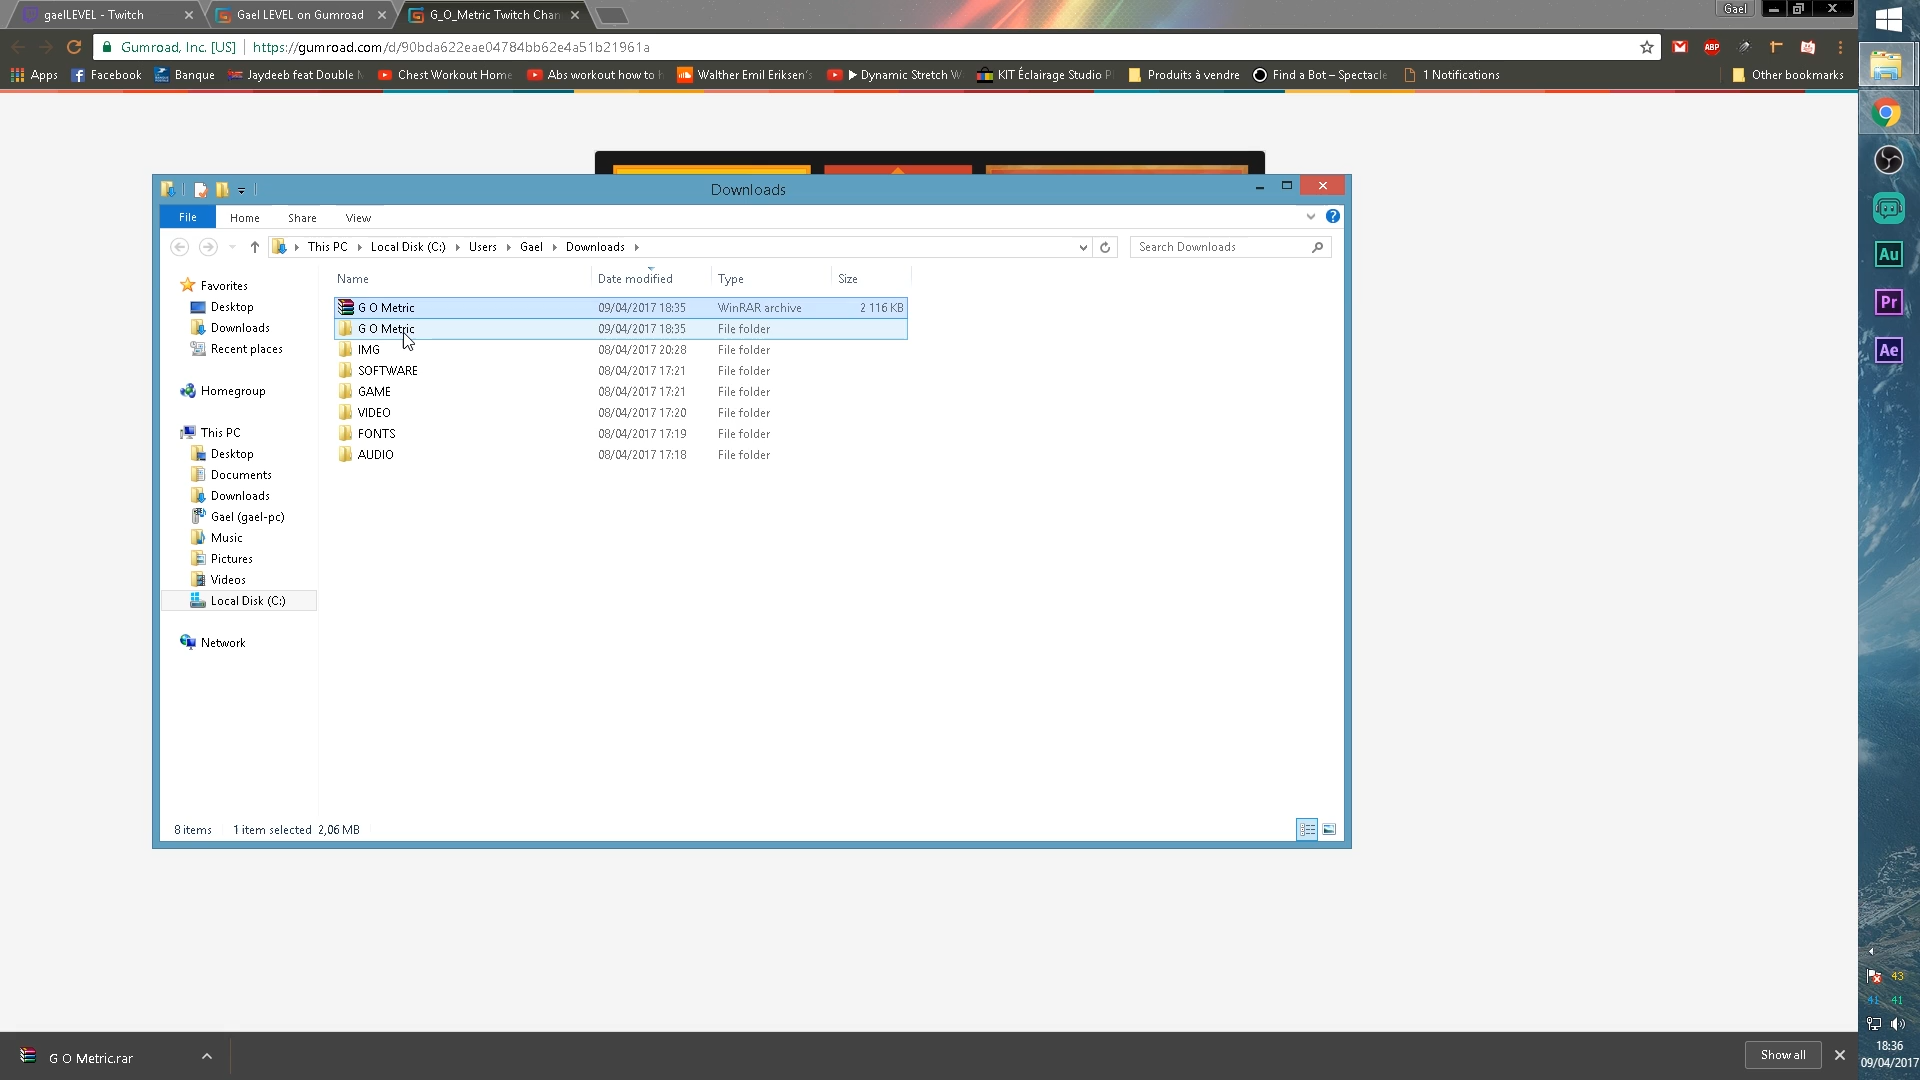 gaelLEVEL - Twitch
Gael LEVEL on Gumroad
G_O_Metric Twitch Chan
Gael
Gumroad, Inc. [US]
https://gumroad.com/d/90bda622eae04784bb62e4a51b21961a
ABP
Apps
Facebook
Banque
Jaydeeb feat Double
Chest Workout Home
Abs workout how to h
Walther Emil Eriksen's
▶ Dynamic Stretch W
KIT Éclairage Studio P
Produits à vendre
Find a Bot – Spectacle
1 Notifications
Other bookmarks
Downloads
File
Home
Share
View
This PC
Local Disk (C:)
Users
Gael
Downloads
Search Downloads
Name
Date modified
Type
Size
G O Metric 09/04/2017 18:35 WinRAR archive 2 116 KB
G O Metric 09/04/2017 18:35 File folder
IMG 08/04/2017 20:28 File folder
SOFTWARE 08/04/2017 17:21 File folder
GAME 08/04/2017 17:21 File folder
VIDEO 08/04/2017 17:20 File folder
FONTS 08/04/2017 17:19 File folder
AUDIO 08/04/2017 17:18 File folder
Favorites
Desktop
Downloads
Recent places
Homegroup
This PC
Desktop
Documents
Downloads
Gael (gael-pc)
Music
Pictures
Videos
Local Disk (C:)
Network
8 items
1 item selected 2,06 MB
Au
Pr
Ae
43
41 41
18:36
09/04/2017
G O Metric.rar
Show all